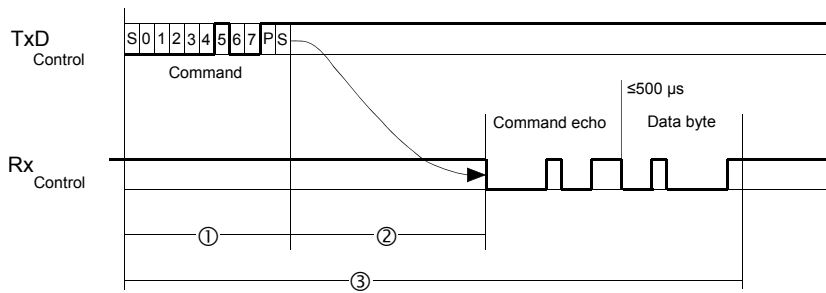 TxD Control
S 0 1 2 3 4 5 6 7 P S
Command
≤500 µs
Command echo
Data byte
Rx Control
① ②
③